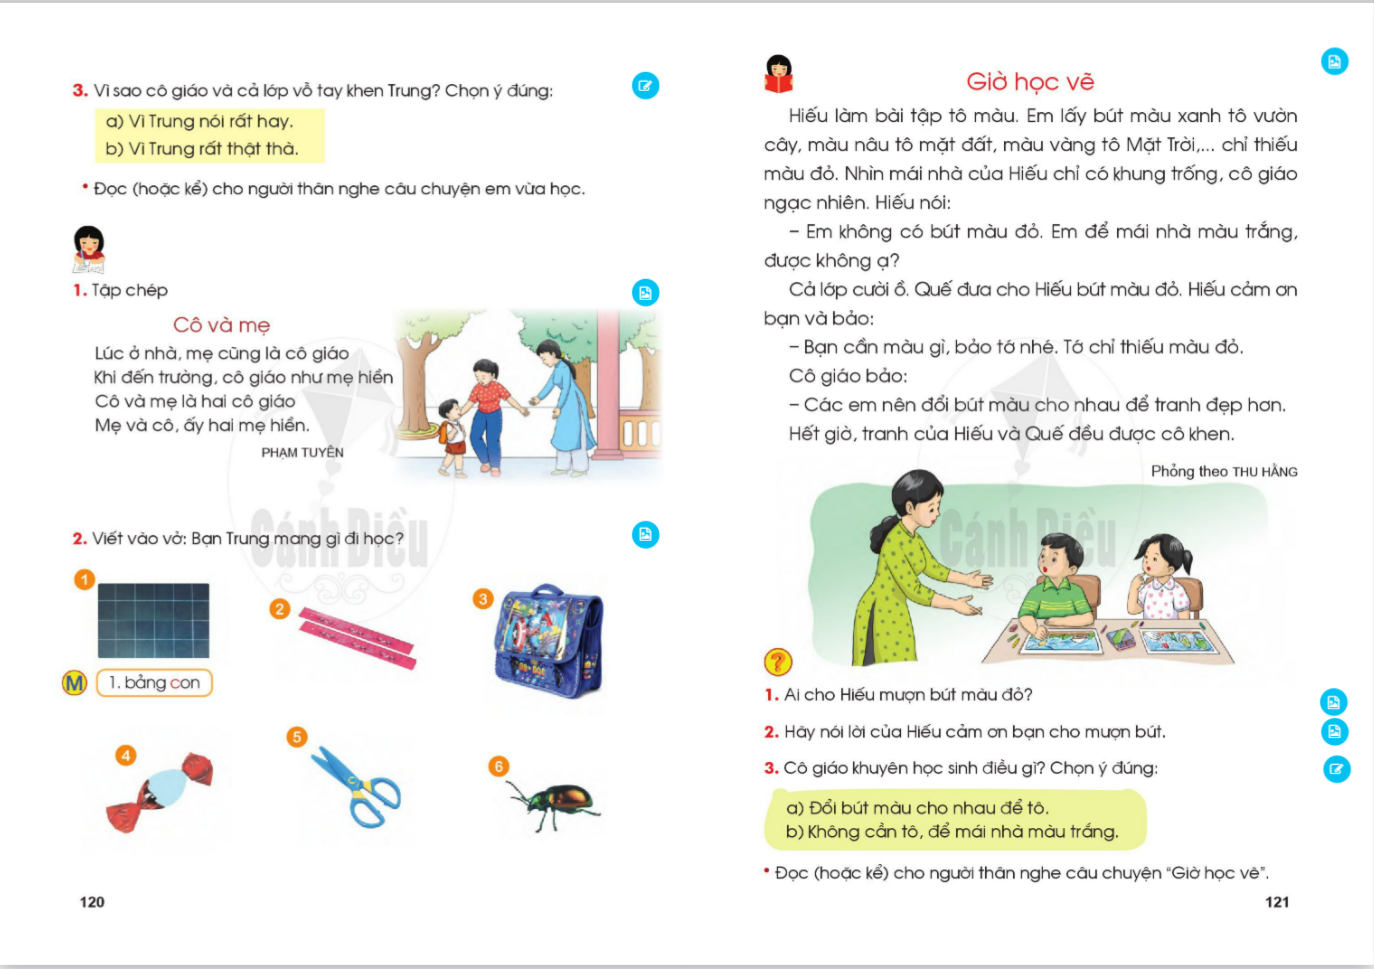 3. Vì sao cô giáo và cả lớp vỗ tay khen Trung? Chọn ý đúng:
a) Vì Trung nói rất hay.
b) Vì Trung rất thật thà.
• Đọc (hoặc kể) cho người thân nghe câu chuyện em vừa học.
1. Tập chép
Cô và mẹ
Lúc ở nhà, mẹ cũng là cô giáo
Khi đến trường, cô giáo như mẹ hiền
Cô và mẹ là hai cô giáo
Mẹ và cô, ấy hai mẹ hiền.
PHẠM TUYÊN
Cánh Diều
2. Viết vào vở: Bạn Trung mang gì đi học?
1
2
3
M 1. bảng con
4
5
6
120
Giờ học vẽ
Hiếu làm bài tập tô màu. Em lấy bút màu xanh tô vườn
cây, màu nâu tô mặt đất, màu vàng tô Mặt Trời,... chỉ thiếu
màu đỏ. Nhìn mái nhà của Hiếu chỉ có khung trống, cô giáo
ngạc nhiên. Hiếu nói:
– Em không có bút màu đỏ. Em để mái nhà màu trắng,
được không ạ?
Cả lớp cười ồ. Quế đưa cho Hiếu bút màu đỏ. Hiếu cảm ơn
bạn và bảo:
– Bạn cần màu gì, bảo tớ nhé. Tớ chỉ thiếu màu đỏ.
Cô giáo bảo:
– Các em nên đổi bút màu cho nhau để tranh đẹp hơn.
Hết giờ, tranh của Hiếu và Quế đều được cô khen.
Phỏng theo THU HẰNG
Cánh Diều
?
1. Ai cho Hiếu mượn bút màu đỏ?
2. Hãy nói lời của Hiếu cảm ơn bạn cho mượn bút.
3. Cô giáo khuyên học sinh điều gì? Chọn ý đúng:
a) Đổi bút màu cho nhau để tô.
b) Không cần tô, để mái nhà màu trắng.
• Đọc (hoặc kể) cho người thân nghe câu chuyện “Giờ học vẽ”.
121